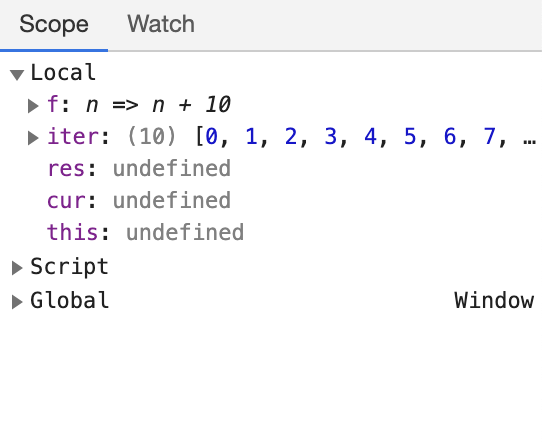 Scope Watch
Local
f: n => n + 10
iter: (10) [0, 1, 2, 3, 4, 5, 6, 7, …
res: undefined
cur: undefined
this: undefined
Script
Global Window